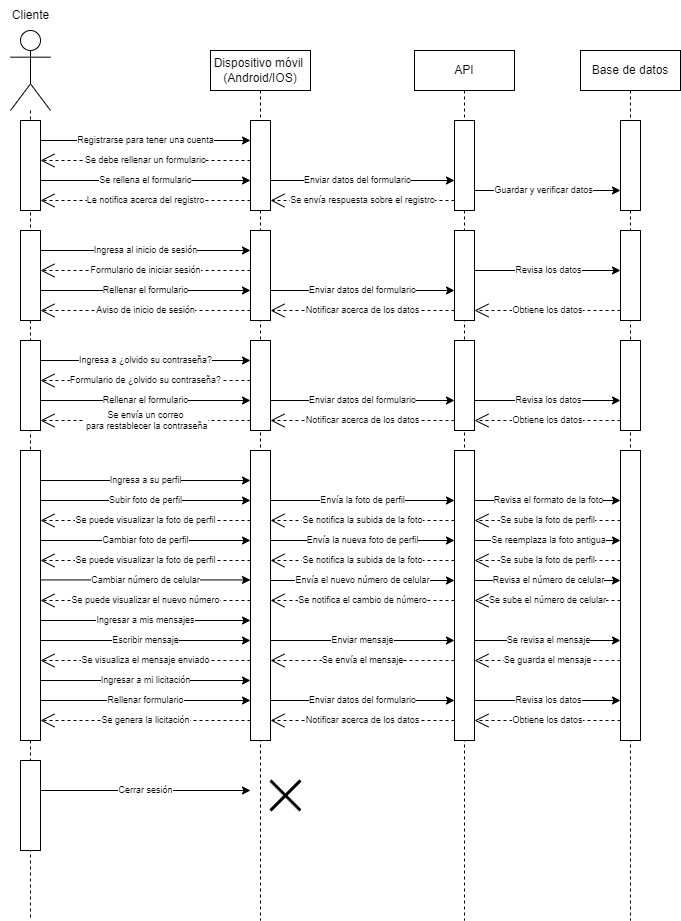 Cliente
Dispositivo móvil
(Android/IOS)
API
Base de datos
Registrarse para tener una cuenta
Se debe rellenar un formulario
Se rellena el formulario
Enviar datos del formulario
Guardar y verificar datos
Le notifica acerca del registro
Se envía respuesta sobre el registro
Ingresa al inicio de sesión
Formulario de iniciar sesión
Revisa los datos
Rellenar el formulario
Enviar datos del formulario
Aviso de inicio de sesión
Notificar acerca de los datos
Obtiene los datos
Ingresa a ¿olvido su contraseña?
Formulario de ¿olvido su contraseña?
Rellenar el formulario
Enviar datos del formulario
Revisa los datos
Se envía un correo
para restablecer la contraseña
Notificar acerca de los datos
Obtiene los datos
Ingresa a su perfil
Subir foto de perfil
Envía la foto de perfil
Revisa el formato de la foto
Se puede visualizar la foto de perfil
Se notifica la subida de la foto
Se sube la foto de perfil
Cambiar foto de perfil
Envía la nueva foto de perfil
Se reemplaza la foto antigua
Se puede visualizar la foto de perfil
Se notifica la subida de la foto
Se sube la foto de perfil
Cambiar número de celular
Envía el nuevo número de celular
Revisa el número de celular
Se puede visualizar el nuevo número
Se notifica el cambio de número
Se sube el número de celular
Ingresar a mis mensajes
Escribir mensaje
Enviar mensaje
Se revisa el mensaje
Se visualiza el mensaje enviado
Se envía el mensaje
Se guarda el mensaje
Ingresar a mi licitación
Rellenar formulario
Enviar datos del formulario
Revisa los datos
Se genera la licitación
Notificar acerca de los datos
Obtiene los datos
Cerrar sesión